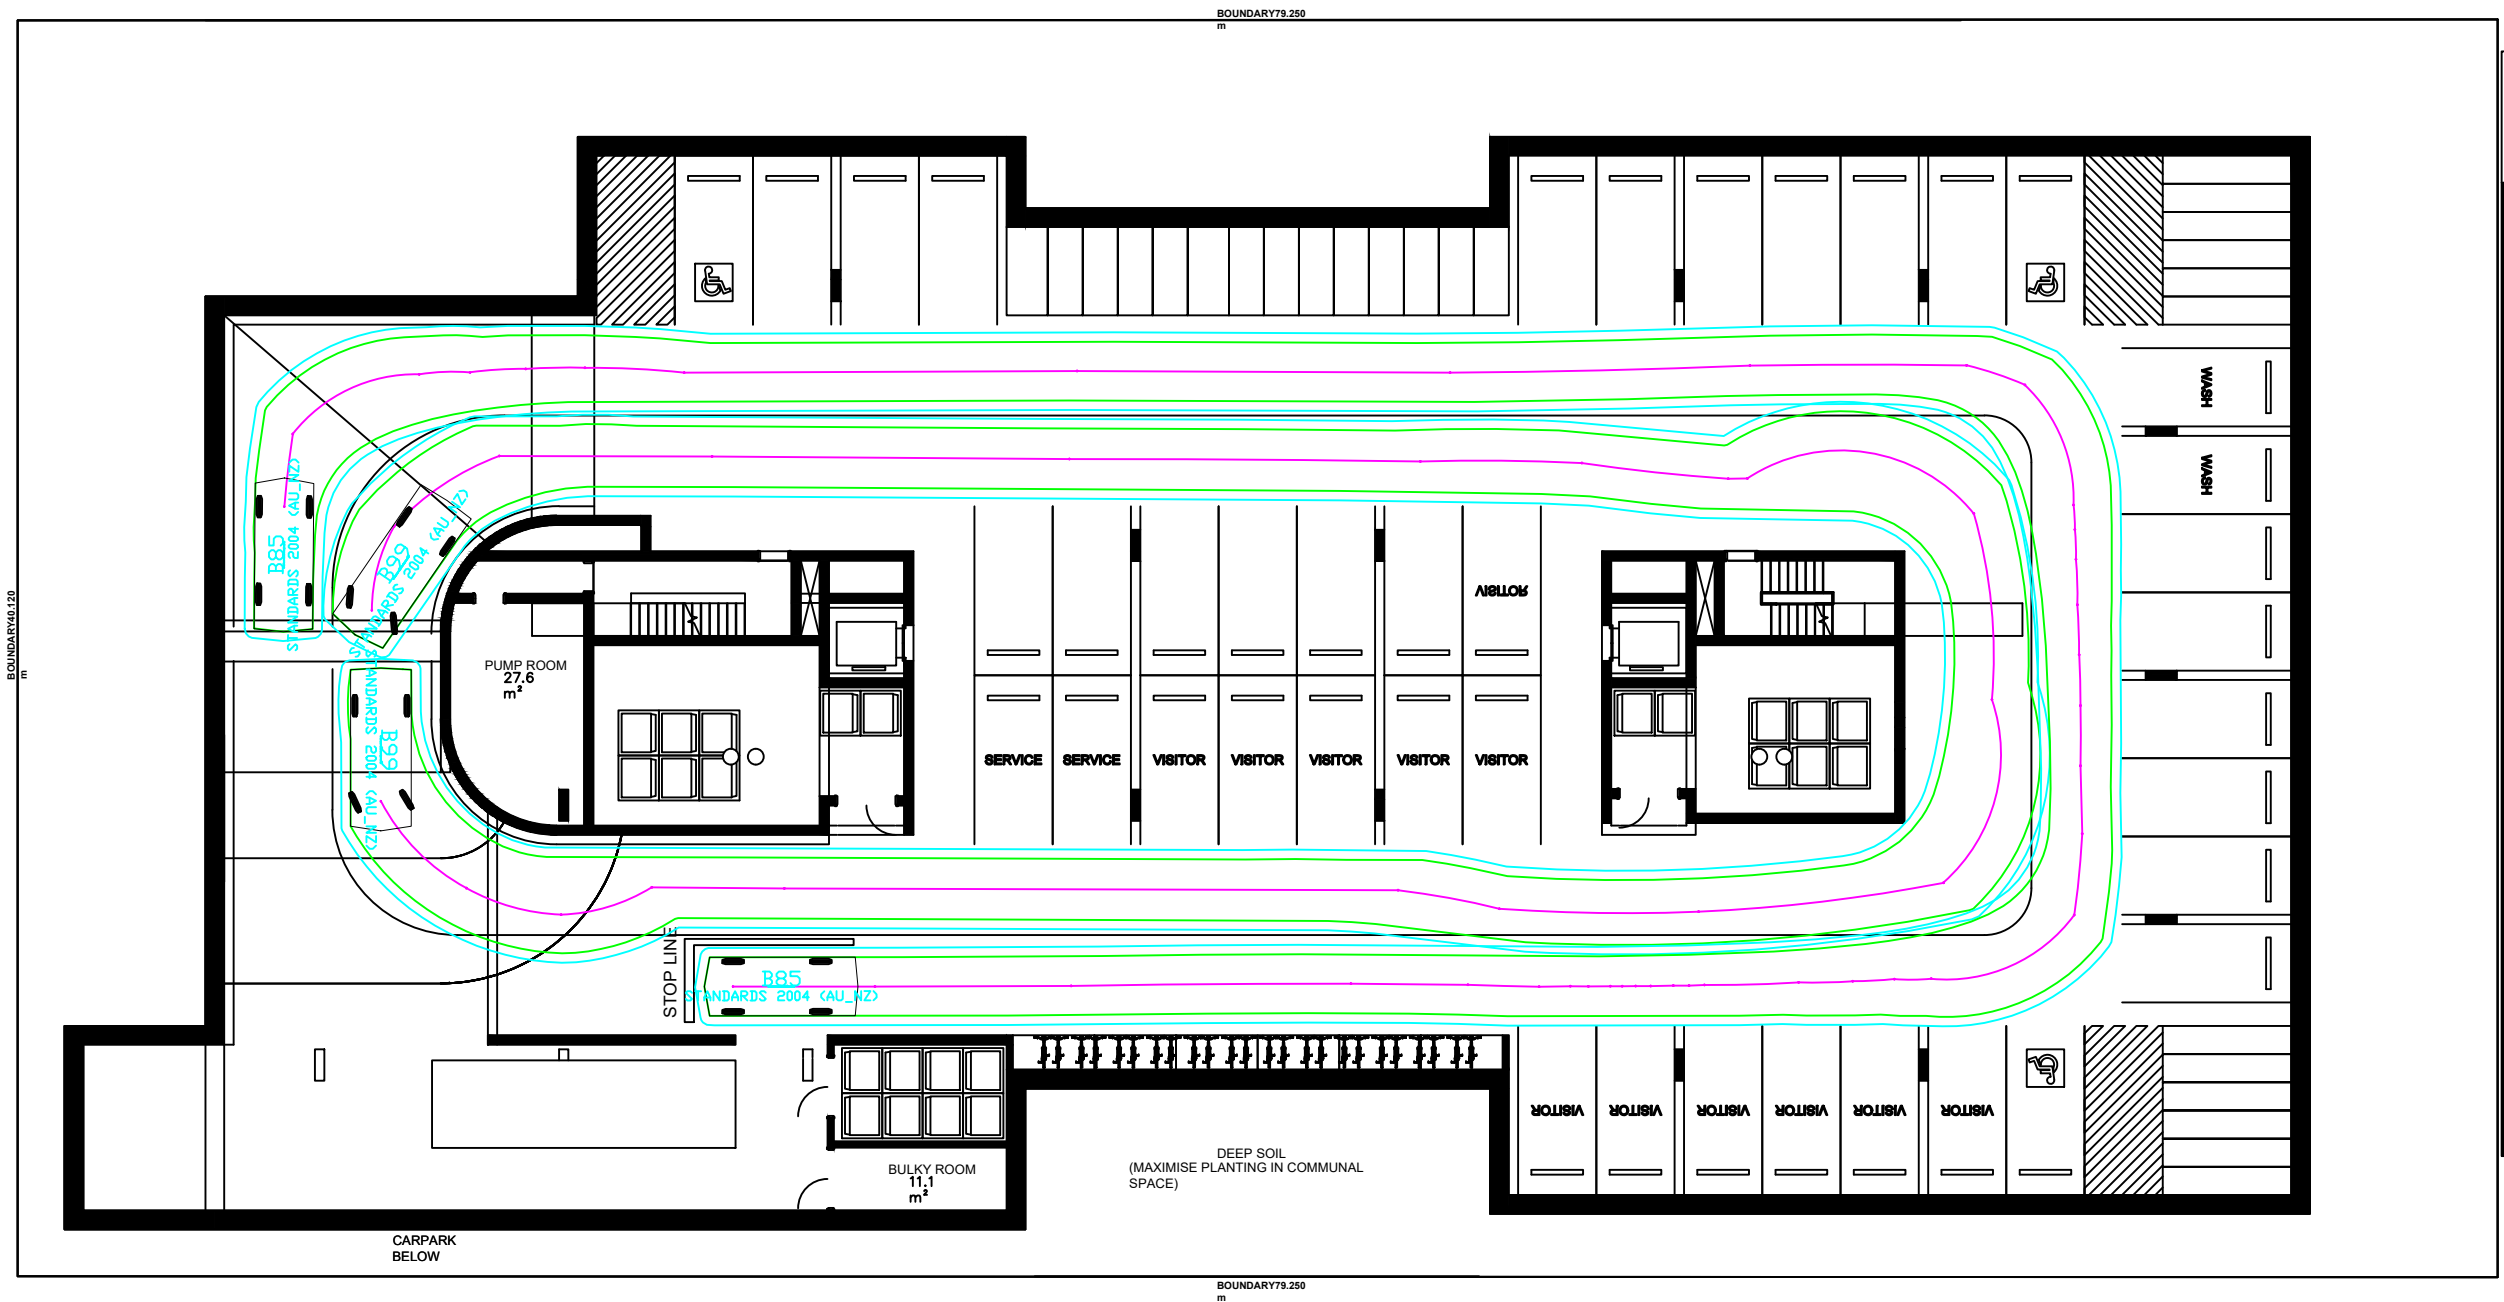 BOUNDARY79.250
m
WASH
WASH
B85
STANDARDS 2004 (AU_NZ)
B99
STANDARDS 2004 (AU_NZ)
BOUNDARY40.120
m
VISITOR
PUMP ROOM
27.6
m²
B99
STANDARDS 2004 (AU_NZ)
SERVICE SERVICE VISITOR VISITOR VISITOR VISITOR VISITOR
STOP LINE
B85
STANDARDS 2004 (AU_NZ)
VISITOR VISITOR VISITOR VISITOR VISITOR VISITOR
DEEP SOIL
(MAXIMISE PLANTING IN COMMUNAL
SPACE)
BULKY ROOM
11.1
m²
CARPARK
BELOW
BOUNDARY79.250
m